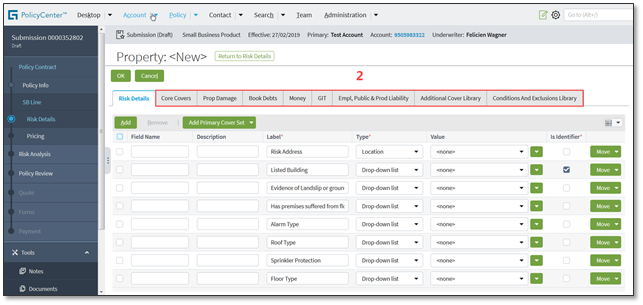 PolicyCenter™ Desktop Account Policy Contact Search Team Administration Go to (Alt+/)
Submission 0000352802
Draft
Submission (Draft) Small Business Product Effective: 27/02/2019 Primary: Test Account Account: 9505983322 Underwriter: Felicien Wagner
Property: <New> Return to Risk Details
OK Cancel
2
Risk Details Core Covers Prop Damage Book Debts Money GIT Empl, Public & Prod Liability Additional Cover Library Conditions And Exclusions Library
Add Remove Add Primary Cover Set
Field Name Description Label* Type* Value Is Identifier*
Risk Address Location <none> Move
Listed Building Drop-down list <none> Move
Evidence of Landslip or groun Drop-down list <none> Move
Has premises suffered from fl Drop-down list <none> Move
Alarm Type Drop-down list <none> Move
Roof Type Drop-down list <none> Move
Sprinkler Protection Drop-down list <none> Move
Floor Type Drop-down list <none> Move
Policy Contract
Policy Info
SB Line
Risk Details
Pricing
Risk Analysis
Policy Review
Quote
Forms
Payment
Tools
Notes
Documents